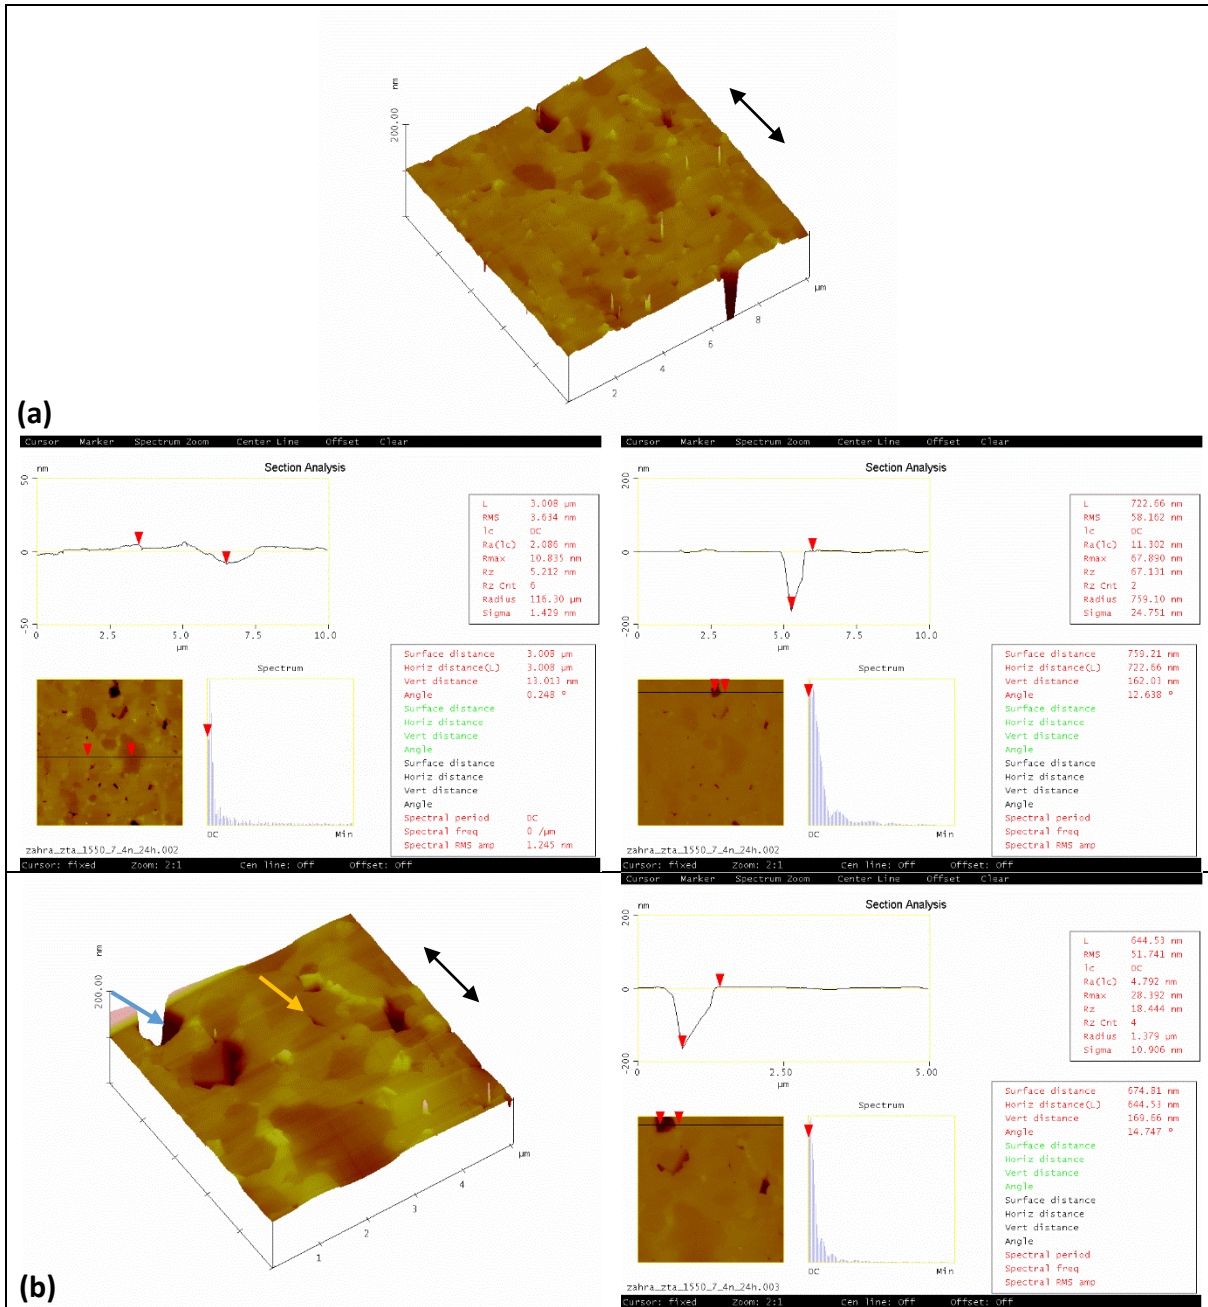 nm
200.00
2
4
6
8
µm
(a)
Cursor Marker Spectrum Zoom Center Line Offset Clear
Section Analysis
nm
50
0
-50
0 2.5 5.0 7.5 10.0
µm
L 3.008 µm
RMS 3.634 nm
lc DC
Ra(lc) 2.086 nm
Rmax 10.835 nm
Rz 5.212 nm
Rz Cnt 6
Radius 116.30 µm
Sigma 1.429 nm
Spectrum
DC Min
Surface distance 3.008 µm
Horiz distance(L) 3.008 µm
Vert distance 13.013 nm
Angle 0.248 °
Surface distance
Horiz distance
Vert distance
Angle
Surface distance
Horiz distance
Vert distance
Angle
Spectral period DC
Spectral freq 0 /µm
Spectral RMS amp 1.245 nm
zahra_zta_1550_7_4n_24h.002
Cursor: fixed Zoom: 2:1 Cen line: Off Offset: Off
Cursor Marker Spectrum Zoom Center Line Offset Clear
Section Analysis
nm
200
0
-200
0 2.5 5.0 7.5 10.0
µm
L 722.66 nm
RMS 58.162 nm
lc DC
Ra(lc) 11.302 nm
Rmax 67.890 nm
Rz 67.131 nm
Rz Cnt 2
Radius 759.10 nm
Sigma 24.751 nm
Spectrum
DC Min
Surface distance 759.21 nm
Horiz distance(L) 722.66 nm
Vert distance 162.03 nm
Angle 12.638 °
Surface distance
Horiz distance
Vert distance
Angle
Surface distance
Horiz distance
Vert distance
Angle
Spectral period
Spectral freq
Spectral RMS amp
zahra_zta_1550_7_4n_24h.002
Cursor: fixed Zoom: 2:1 Cen line: Off Offset: Off
nm
200.00
1
2
3
4
µm
(b)
Cursor Marker Spectrum Zoom Center Line Offset Clear
Section Analysis
nm
200
0
-200
0 2.50 5.00
µm
L 644.53 nm
RMS 51.741 nm
lc DC
Ra(lc) 4.792 nm
Rmax 28.392 nm
Rz 18.444 nm
Rz Cnt 4
Radius 1.379 µm
Sigma 10.906 nm
Spectrum
DC Min
Surface distance 674.81 nm
Horiz distance(L) 644.53 nm
Vert distance 169.66 nm
Angle 14.747 °
Surface distance
Horiz distance
Vert distance
Angle
Surface distance
Horiz distance
Vert distance
Angle
Spectral period
Spectral freq
Spectral RMS amp
zahra_zta_1550_7_4n_24h.003
Cursor: fixed Zoom: 2:1 Cen line: Off Offset: Off